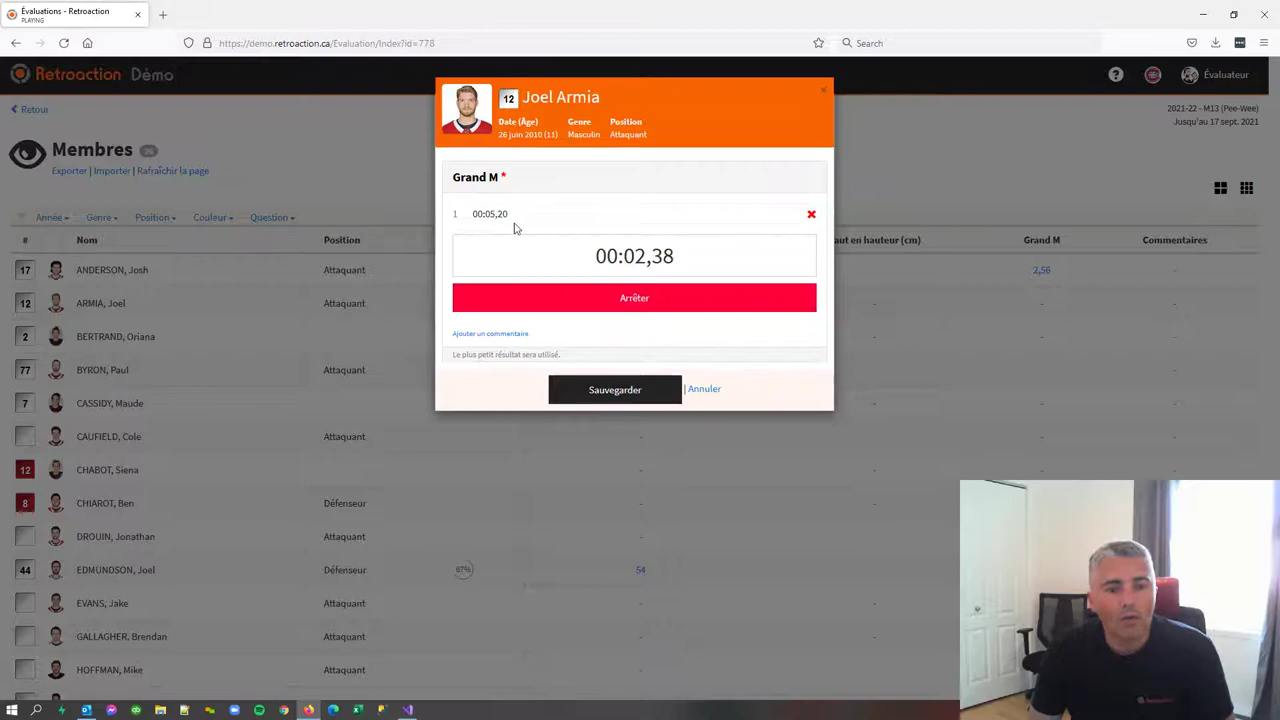 Évaluations - Retroaction
PLAYING
https://demo.retroaction.ca/Evaluation/Index?id=778
Search
Retroaction Démo
Évaluateur
Retour
2021-22 - M13 (Pee-Wee)
Jusqu'au 17 sept. 2021
Membres 26
Exporter | Importer | Rafraîchir la page
Année Genre Position Couleur Question
# Nom Position aut en hauteur (cm) Grand M Commentaires
17 ANDERSON, Josh Attaquant - 2,56 -
12 ARMIA, Joel Attaquant - - -
2 BERTRAND, Oriana - - -
77 BYRON, Paul Attaquant - - -
7 CASSIDY, Maude - - -
CAUFIELD, Cole Attaquant - - - -
12 CHABOT, Siena - - - -
8 CHIAROT, Ben Défenseur - - - -
DROUIN, Jonathan Attaquant - - - -
44 EDMUNDSON, Joel Défenseur 67% 54 - - -
EVANS, Jake Attaquant - - - -
GALLAGHER, Brendan Attaquant - - - -
HOFFMAN, Mike Attaquant - -
12 Joel Armia
Date (Âge) Genre Position
26 juin 2010 (11) Masculin Attaquant
Grand M *
1 00:05,20
00:02,38
Arrêter
Ajouter un commentaire
Le plus petit résultat sera utilisé.
Sauvegarder | Annuler